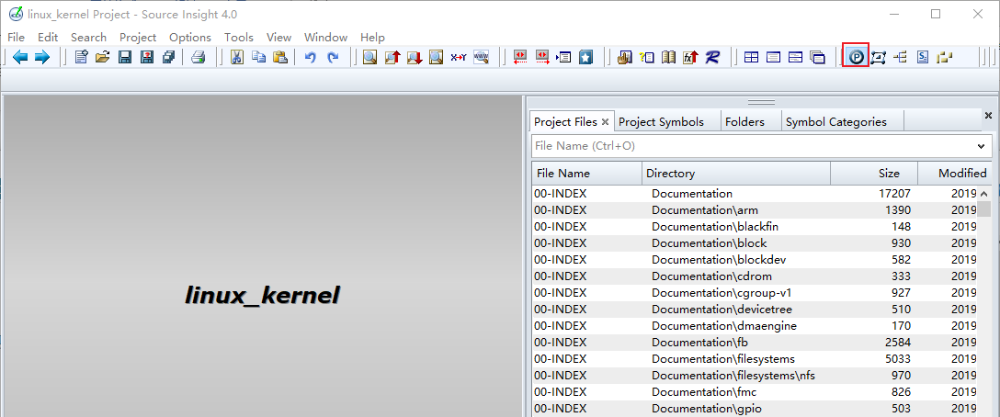 linux_kernel Project - Source Insight 4.0
File Edit Search Project Options Tools View Window Help
Project Files Project Symbols Folders Symbol Categories
File Name (Ctrl+O)
File Name Directory Size Modified
00-INDEX Documentation 17207 2019
00-INDEX Documentation\arm 1390 2019
00-INDEX Documentation\blackfin 148 2019
00-INDEX Documentation\block 930 2019
00-INDEX Documentation\blockdev 582 2019
00-INDEX Documentation\cdrom 333 2019
00-INDEX Documentation\cgroup-v1 927 2019
00-INDEX Documentation\devicetree 510 2019
00-INDEX Documentation\dmaengine 170 2019
00-INDEX Documentation\fb 2584 2019
00-INDEX Documentation\filesystems 5033 2019
00-INDEX Documentation\filesystems\nfs 970 2019
00-INDEX Documentation\fmc 826 2019
00-INDEX Documentation\gpio 503 2019
linux_kernel